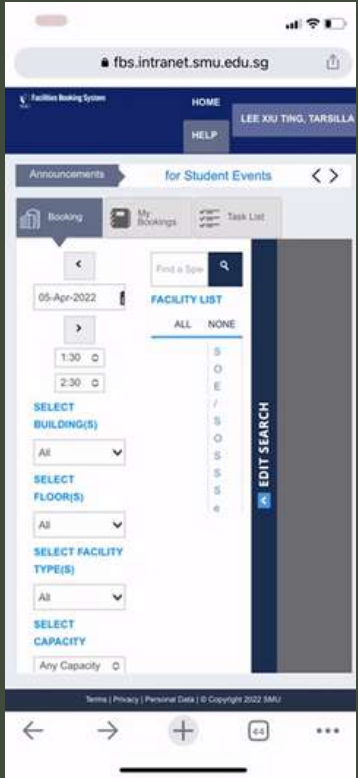 fbs.intranet.smu.edu.sg
Facilities Booking System
HOME
LEE XIU TING, TARSILLA
HELP
Announcements
for Student Events
Booking
My Bookings
Task List
05-Apr-2022
Find a Spa
FACILITY LIST
ALL NONE
1:30
2:30
S
O
E
/
S
O
S
S
S
e
SELECT
BUILDING(S)
All
SELECT
FLOOR(S)
All
SELECT FACILITY
TYPE(S)
All
SELECT
CAPACITY
Any Capacity
EDIT SEARCH
Terms | Privacy | Personal Data | © Copyright 2022 SMU
44